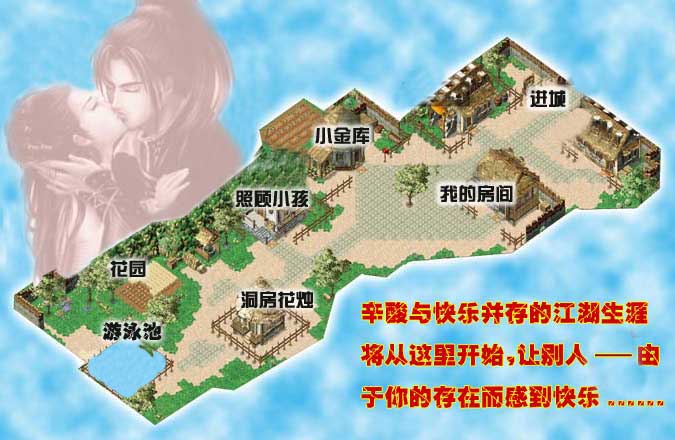 进城
小金库
照顾小孩
我的房间
花园
洞房花烛
游泳池
辛酸与快乐并存的江湖生涯
将从这里开始,让别人 —— 由
于你的存在而感到快乐 ......